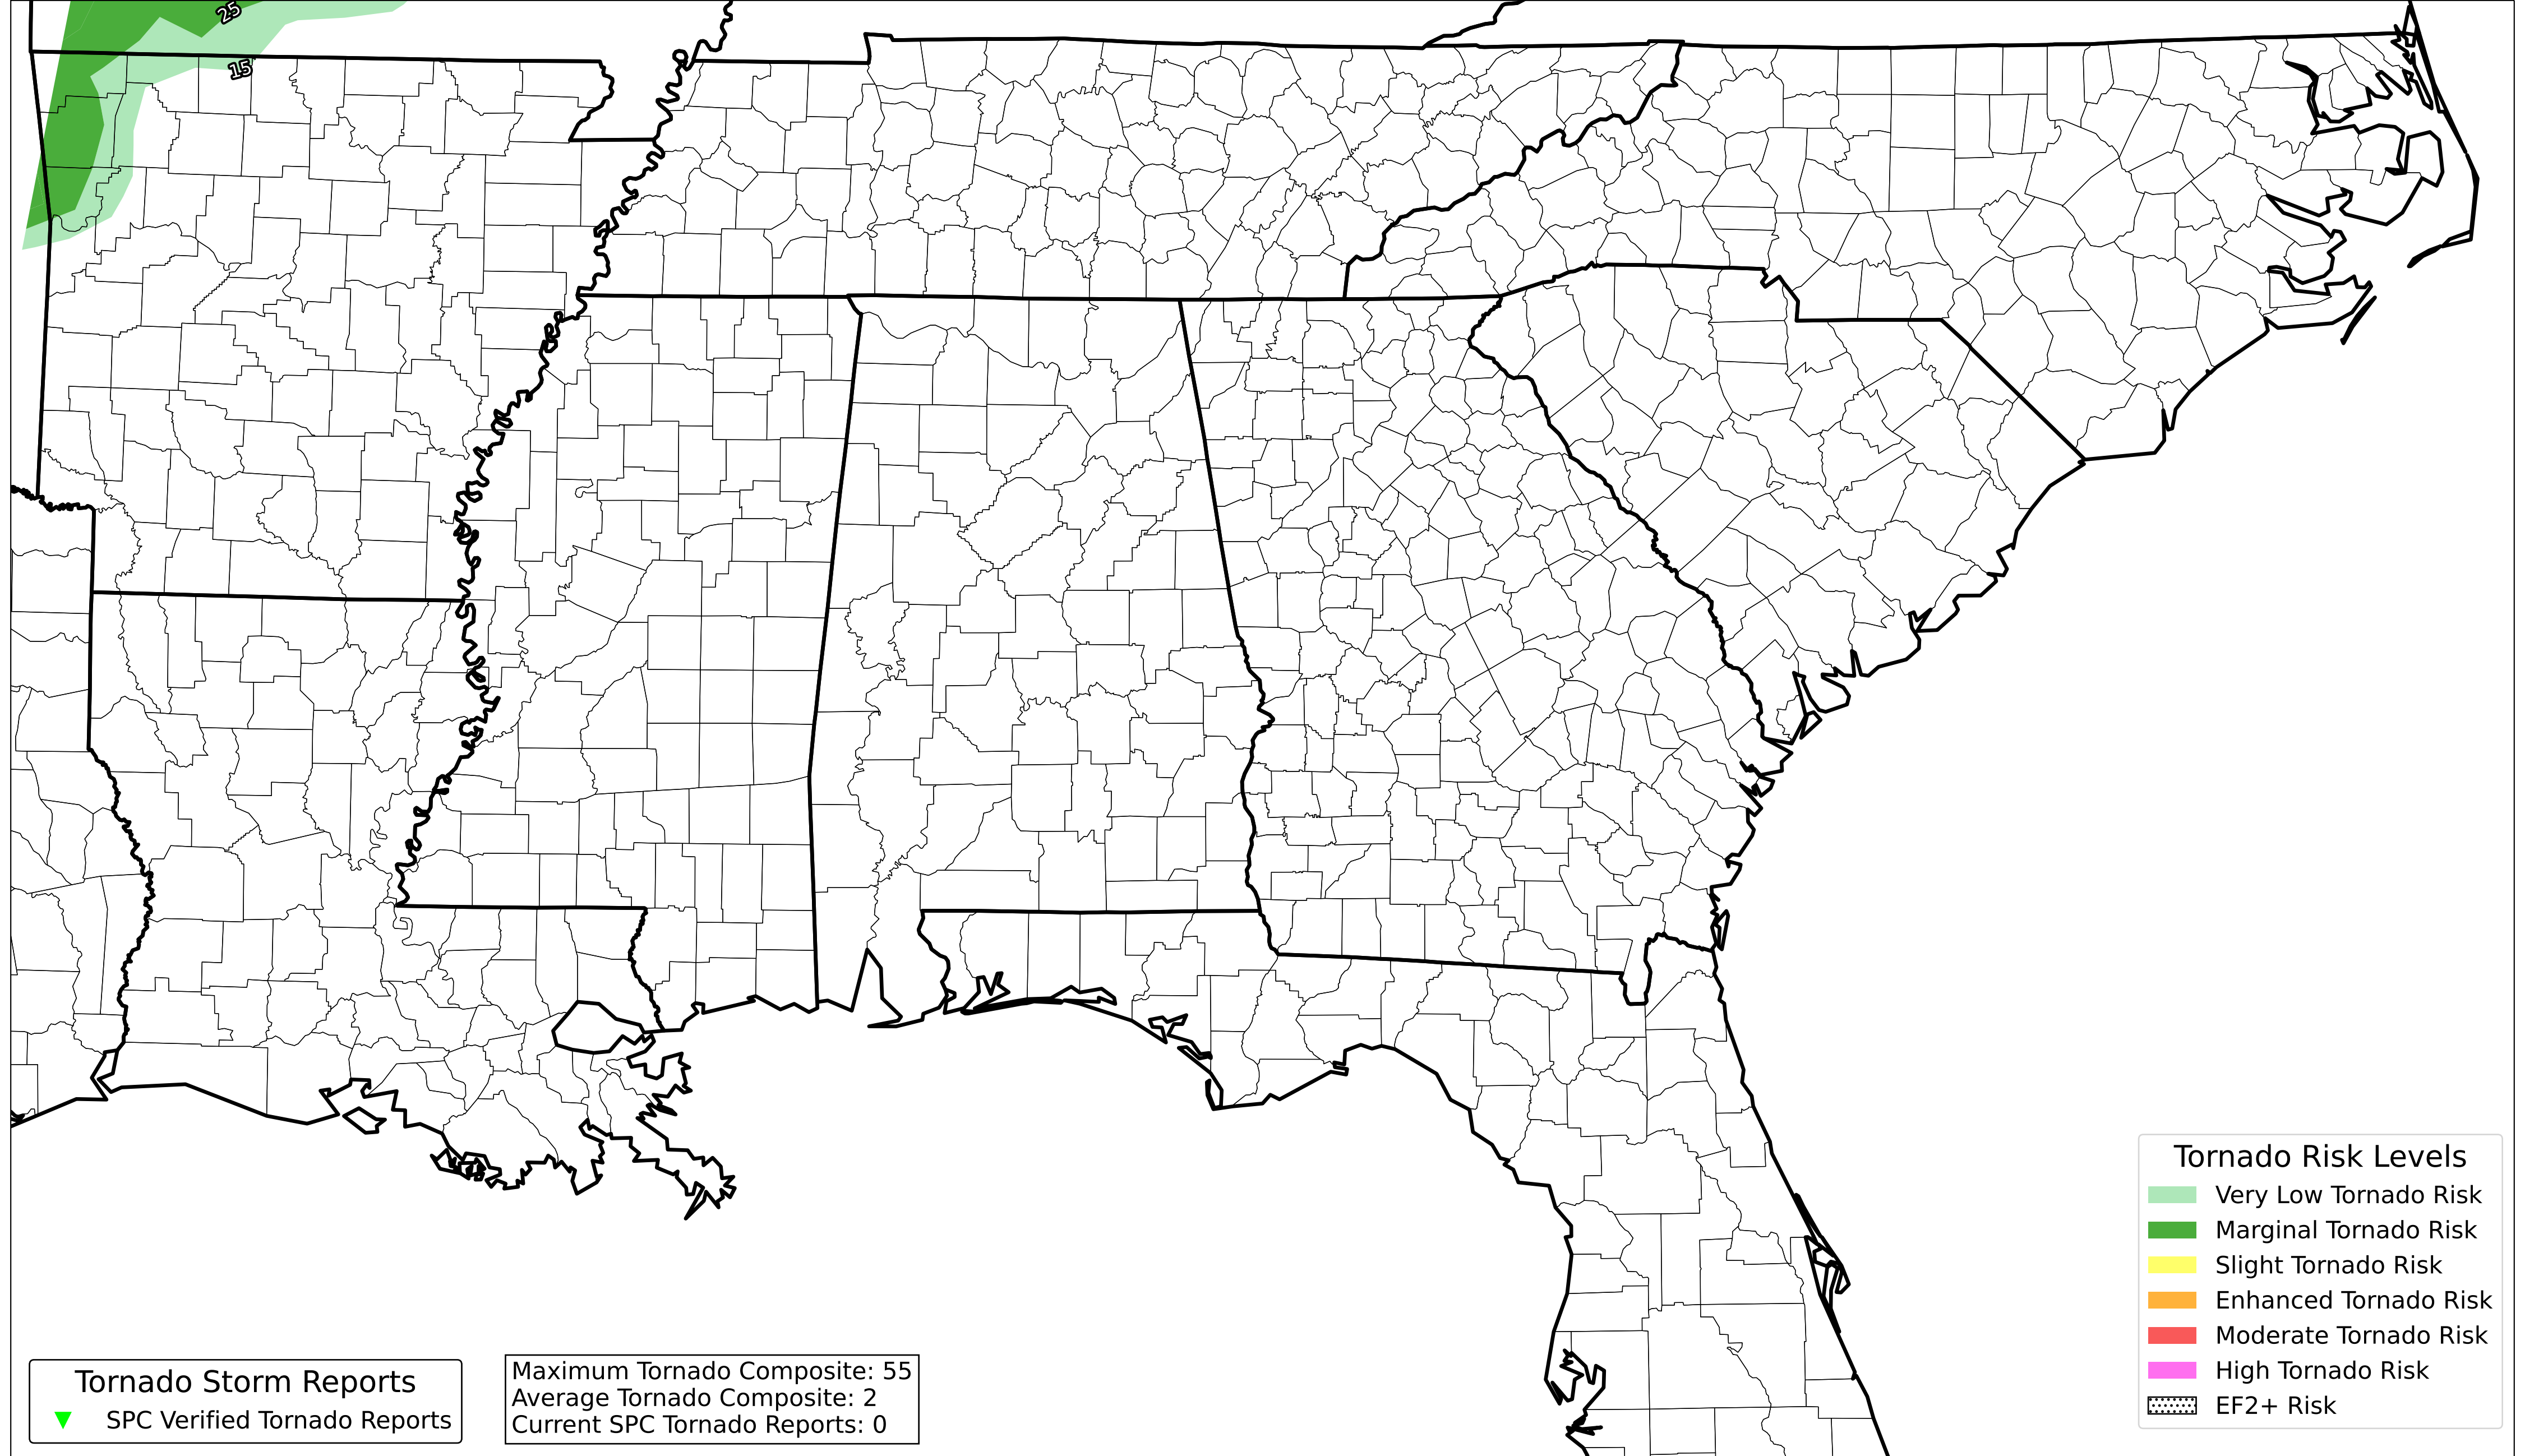 25
15
Tornado Risk Levels
Very Low Tornado Risk
Marginal Tornado Risk
Slight Tornado Risk
Enhanced Tornado Risk
Moderate Tornado Risk
High Tornado Risk
EF2+ Risk
Tornado Storm Reports
SPC Verified Tornado Reports
Maximum Tornado Composite: 55
Average Tornado Composite: 2
Current SPC Tornado Reports: 0